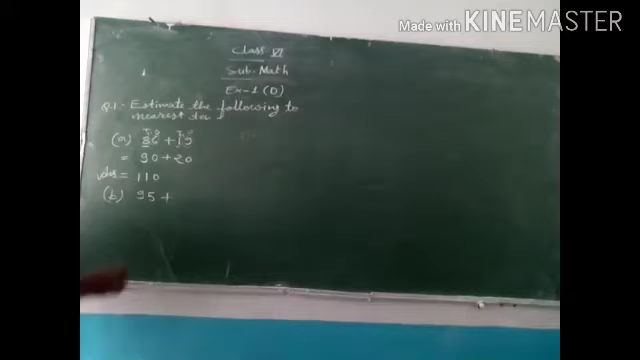 Made with KINEMASTER
Class VI
Sub-Math
Ex-1 (D)
Q.1- Estimate the following to
nearest ten
T.O T.O
(a) 86 + 19
= 90 + 20
= 110
(b) 95 +